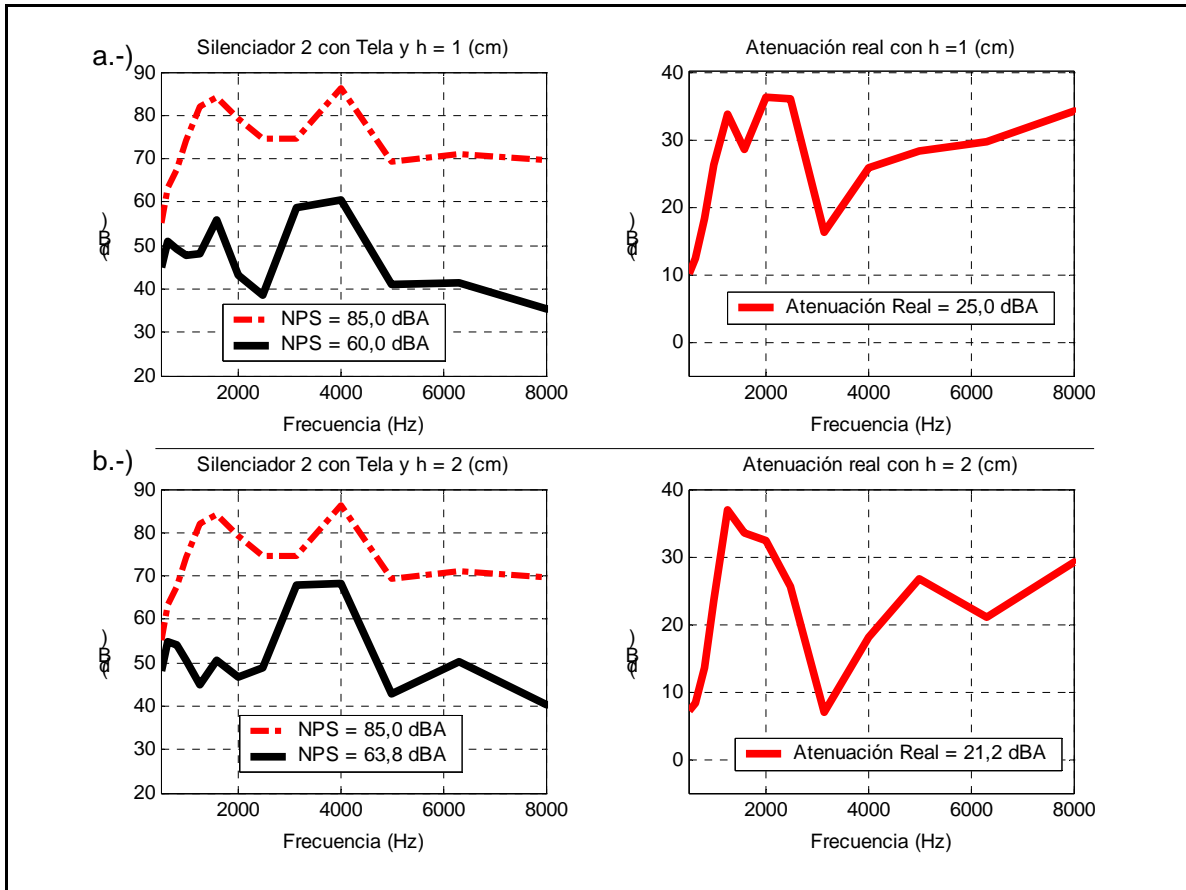 a.-)
Silenciador 2 con Tela y h = 1 (cm)
90
80
70
60
50
40
30
20
(dB)
NPS = 85,0 dBA
NPS = 60,0 dBA
2000
4000
6000
8000
Frecuencia (Hz)
Atenuación real con h =1 (cm)
40
30
20
10
0
(dB)
Atenuación Real = 25,0 dBA
2000
4000
6000
8000
Frecuencia (Hz)
b.-)
Silenciador 2 con Tela y h = 2 (cm)
90
80
70
60
50
40
30
20
(dB)
NPS = 85,0 dBA
NPS = 63,8 dBA
2000
4000
6000
8000
Frecuencia (Hz)
Atenuación real con h = 2 (cm)
40
30
20
10
0
(dB)
Atenuación Real = 21,2 dBA
2000
4000
6000
8000
Frecuencia (Hz)